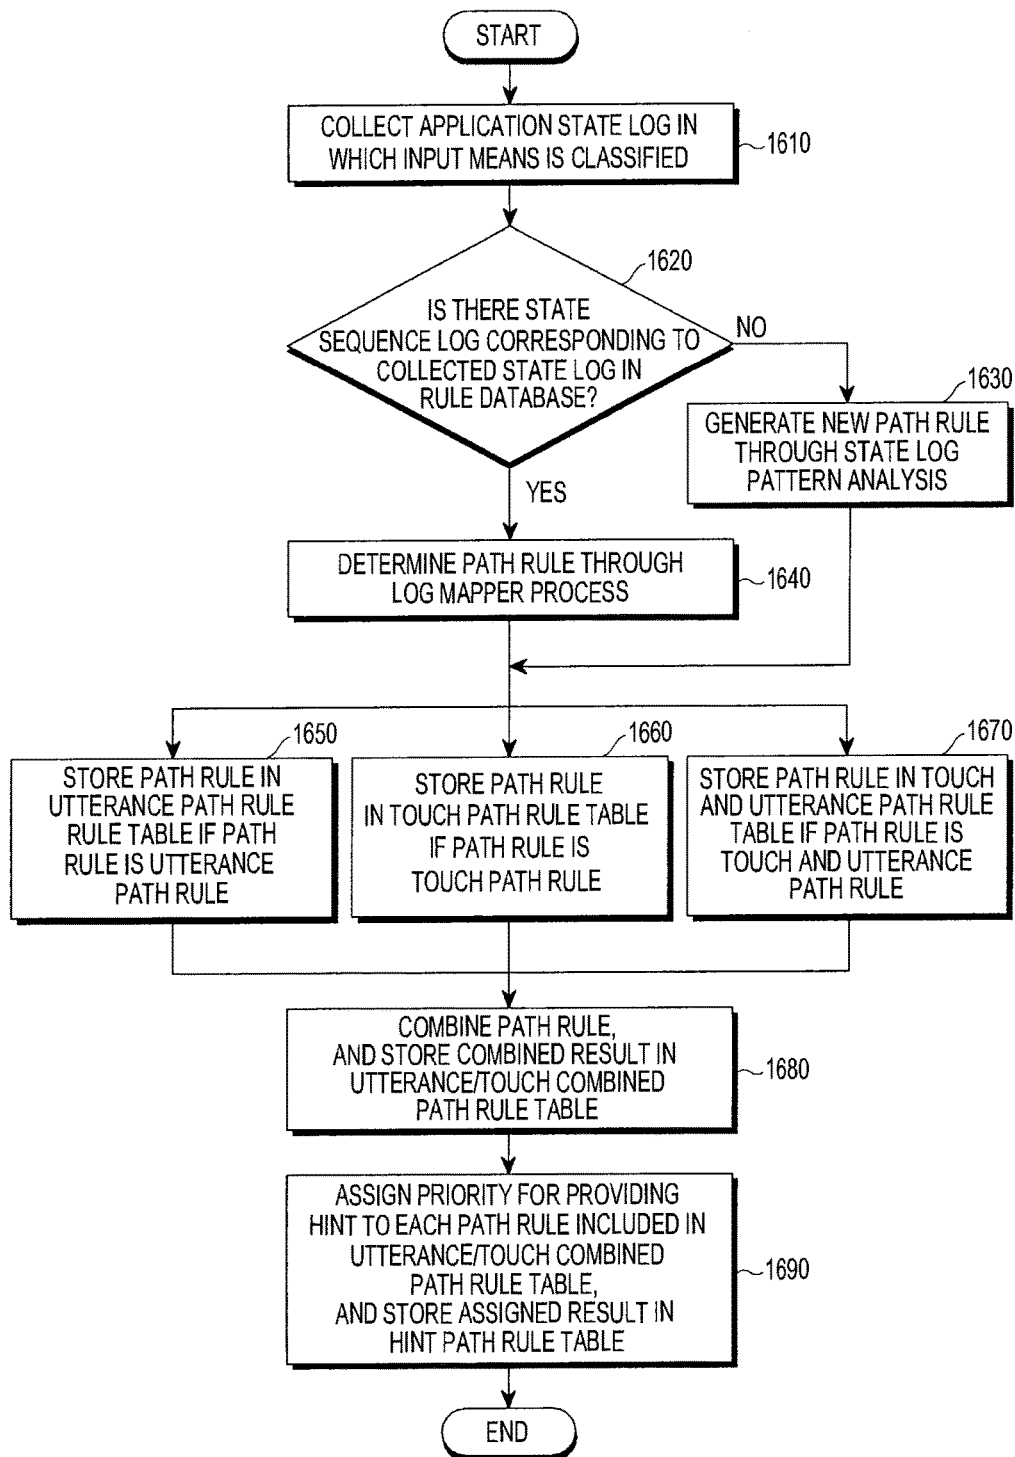 START
COLLECT APPLICATION STATE LOG IN
WHICH INPUT MEANS IS CLASSIFIED
1610
1620
IS THERE STATE
SEQUENCE LOG CORRESPONDING TO
COLLECTED STATE LOG IN
RULE DATABASE?
NO
1630
GENERATE NEW PATH RULE
THROUGH STATE LOG
PATTERN ANALYSIS
YES
DETERMINE PATH RULE THROUGH
LOG MAPPER PROCESS
1640
1650
STORE PATH RULE IN
UTTERANCE PATH RULE
RULE TABLE IF PATH
RULE IS UTTERANCE
PATH RULE
1660
STORE PATH RULE
IN TOUCH PATH RULE TABLE
IF PATH RULE IS
TOUCH PATH RULE
1670
STORE PATH RULE IN TOUCH
AND UTTERANCE PATH RULE
TABLE IF PATH RULE IS
TOUCH AND UTTERANCE
PATH RULE
COMBINE PATH RULE,
AND STORE COMBINED RESULT IN
UTTERANCE/TOUCH COMBINED
PATH RULE TABLE
1680
ASSIGN PRIORITY FOR PROVIDING
HINT TO EACH PATH RULE INCLUDED IN
UTTERANCE/TOUCH COMBINED
PATH RULE TABLE,
AND STORE ASSIGNED RESULT IN
HINT PATH RULE TABLE
1690
END